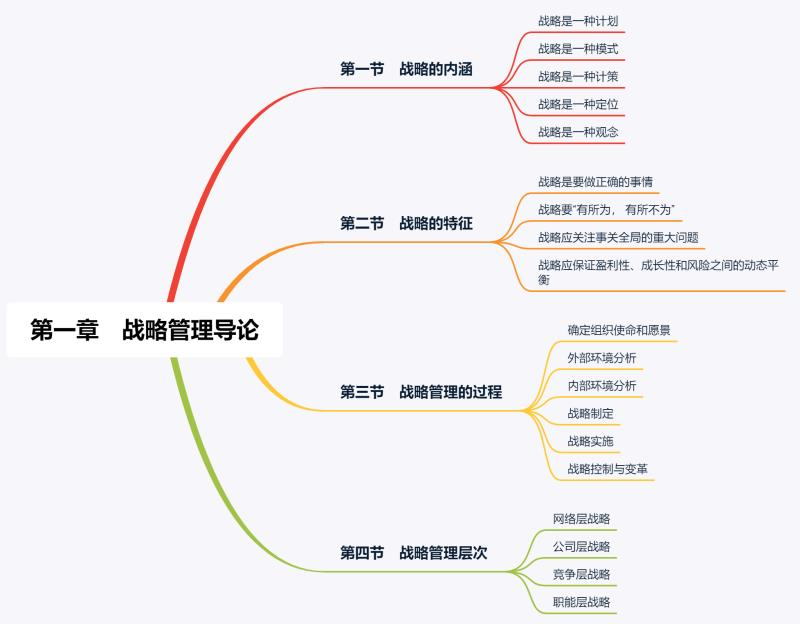 第一章　战略管理导论
第一节　战略的内涵
战略是一种计划
战略是一种模式
战略是一种计策
战略是一种定位
战略是一种观念
第二节　战略的特征
战略是要做正确的事情
战略要“有所为， 有所不为”
战略应关注事关全局的重大问题
战略应保证盈利性、成长性和风险之间的动态平
衡
第三节　战略管理的过程
确定组织使命和愿景
外部环境分析
内部环境分析
战略制定
战略实施
战略控制与变革
第四节　战略管理层次
网络层战略
公司层战略
竞争层战略
职能层战略